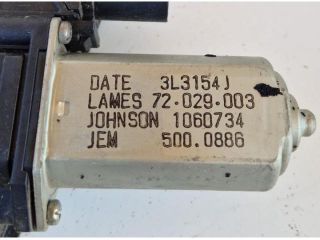 DATE 3L3154J
LAMES 72.029.003
JOHNSON 1060734
JEM 500.0886